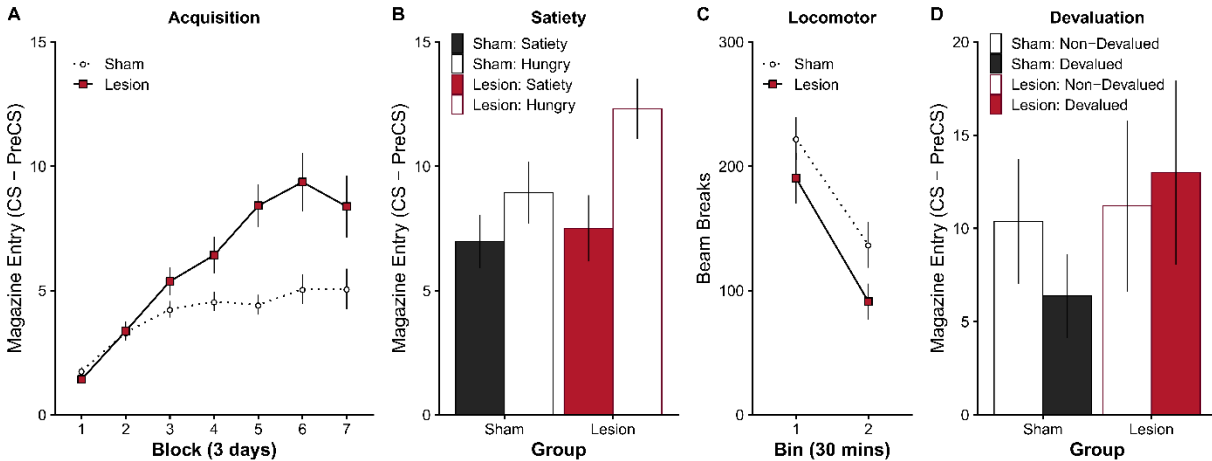 A
Acquisition
15
10
5
0
Magazine Entry (CS − PreCS)
Sham
Lesion
1 2 3 4 5 6 7
Block (3 days)
B
Satiety
15
10
5
0
Magazine Entry (CS − PreCS)
Sham: Satiety
Sham: Hungry
Lesion: Satiety
Lesion: Hungry
Sham Lesion
Group
C
Locomotor
300
200
100
0
Beam Breaks
Sham
Lesion
1 2
Bin (30 mins)
D
Devaluation
20
15
10
5
0
Magazine Entry (CS − PreCS)
Sham: Non-Devalued
Sham: Devalued
Lesion: Non-Devalued
Lesion: Devalued
Sham Lesion
Group